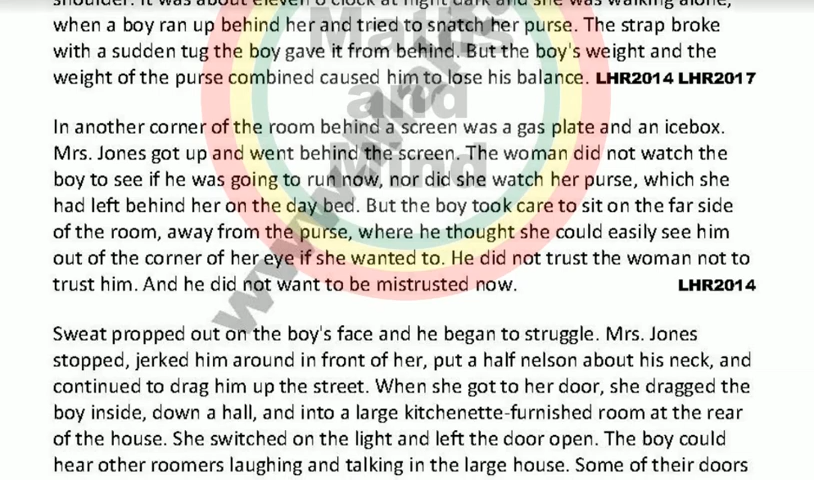 shoulder. It was about eleven o'clock at night dark and she was walking alone,
when a boy ran up behind her and tried to snatch her purse. The strap broke
with a sudden tug the boy gave it from behind. But the boy's weight and the
weight of the purse combined caused him to lose his balance. LHR2014 LHR2017
In another corner of the room behind a screen was a gas plate and an icebox.
Mrs. Jones got up and went behind the screen. The woman did not watch the
boy to see if he was going to run now, nor did she watch her purse, which she
had left behind her on the day bed. But the boy took care to sit on the far side
of the room, away from the purse, where he thought she could easily see him
out of the corner of her eye if she wanted to. He did not trust the woman not to
trust him. And he did not want to be mistrusted now. LHR2014
Sweat propped out on the boy's face and he began to struggle. Mrs. Jones
stopped, jerked him around in front of her, put a half nelson about his neck, and
continued to drag him up the street. When she got to her door, she dragged the
boy inside, down a hall, and into a large kitchenette-furnished room at the rear
of the house. She switched on the light and left the door open. The boy could
hear other roomers laughing and talking in the large house. Some of their doors